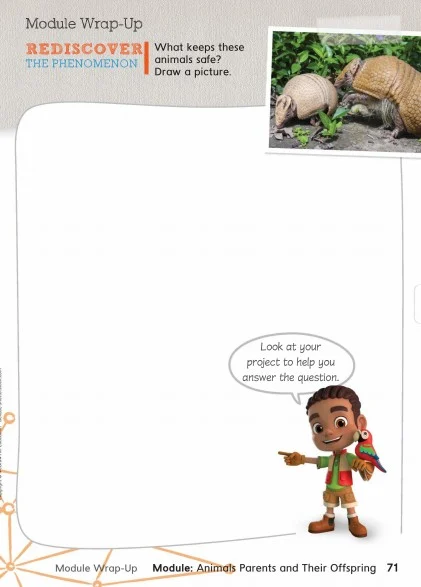 Module Wrap-Up
REDISCOVER
THE PHENOMENON
What keeps these
animals safe?
Draw a picture.
Look at your
project to help you
answer the question.
Module Wrap-Up Module: Animals Parents and Their Offspring 71